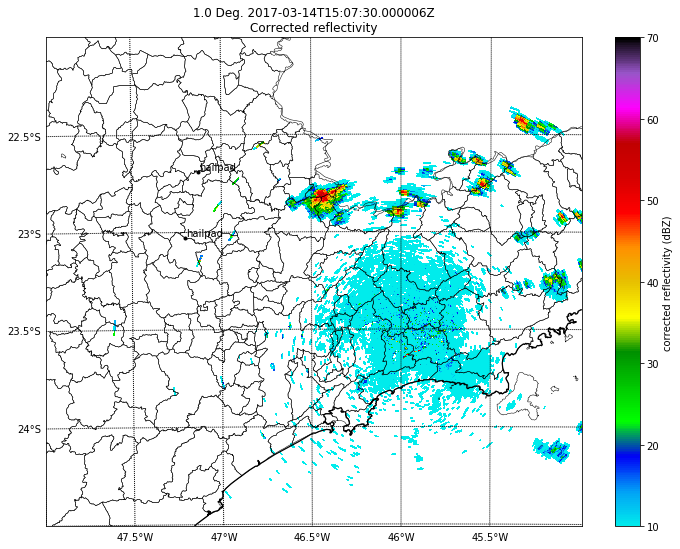 1.0 Deg. 2017-03-14T15:07:30.000006Z
Corrected reflectivity
70
60
50
40
30
20
10
corrected reflectivity (dBZ)
22.5°S
23°S
23.5°S
24°S
hailpad
hailpad
47.5°W
47°W
46.5°W
46°W
45.5°W